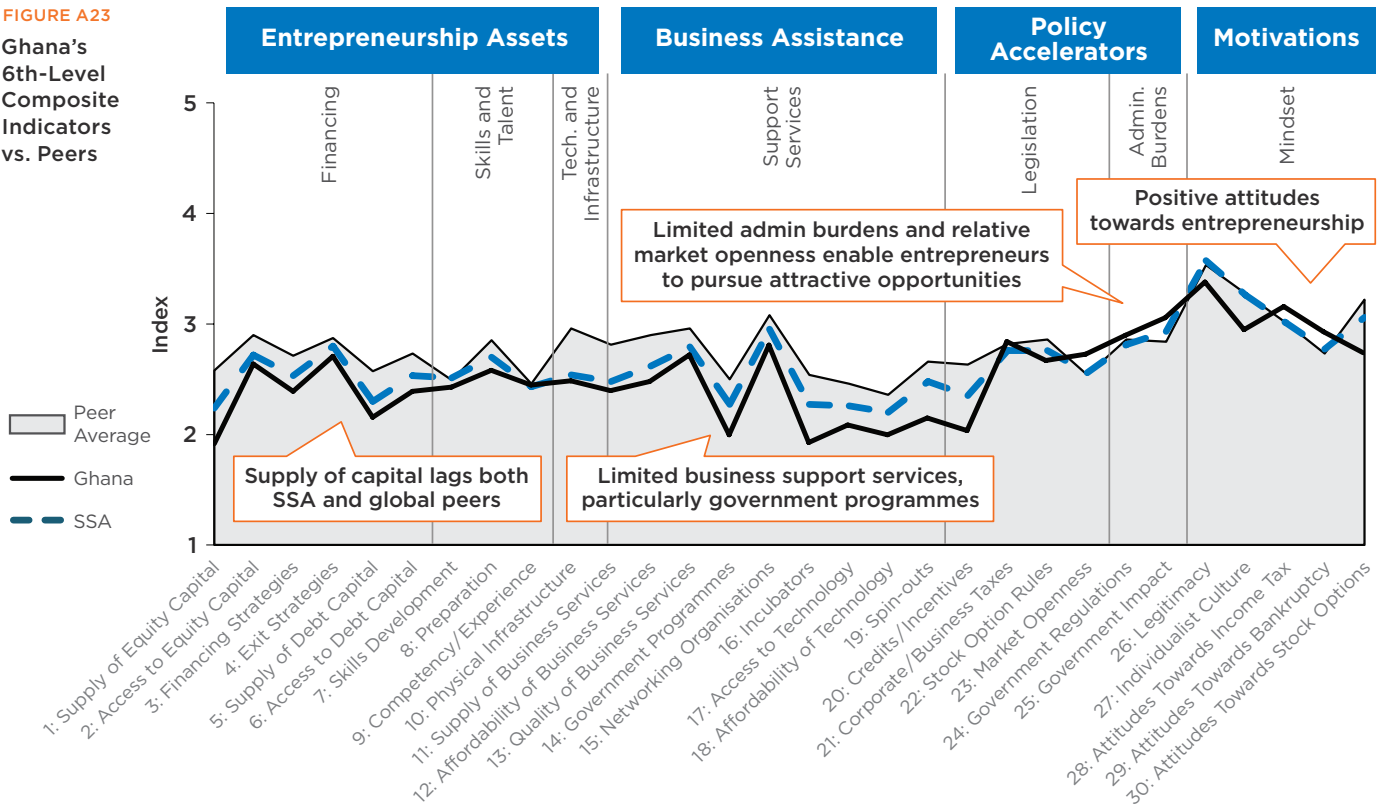 FIGURE A23
Ghana’s
6th-Level
Composite
Indicators
vs. Peers
Entrepreneurship Assets
Business Assistance
Policy
Accelerators
Motivations
Financing
Skills and
Talent
Tech. and
Infrastructure
Support
Services
Legislation
Admin.
Burdens
Mindset
Index
5
4
3
2
1
Limited admin burdens and relative
market openness enable entrepreneurs
to pursue attractive opportunities
Positive attitudes
towards entrepreneurship
Supply of capital lags both
SSA and global peers
Limited business support services,
particularly government programmes
Peer
Average
Ghana
SSA
1: Supply of Equity Capital
2: Access to Equity Capital
3: Financing Strategies
4: Exit Strategies
5: Supply of Debt Capital
6: Access to Debt Capital
7: Skills Development
8: Preparation
9: Competency/Experience
10: Physical Infrastructure
11: Supply of Business Services
12: Affordability of Business Services
13: Quality of Business Services
14: Government Programmes
15: Networking Organisations
16: Incubators
17: Access to Technology
18: Affordability of Technology
19: Spin-outs
20: Credits/Incentives
21: Corporate/Business Taxes
22: Stock Option Rules
23: Market Openness
24: Government Regulations
25: Government Impact
26: Legitimacy
27: Individualist Culture
28: Attitudes Towards Income Tax
29: Attitudes Towards Bankruptcy
30: Attitudes Towards Stock Options